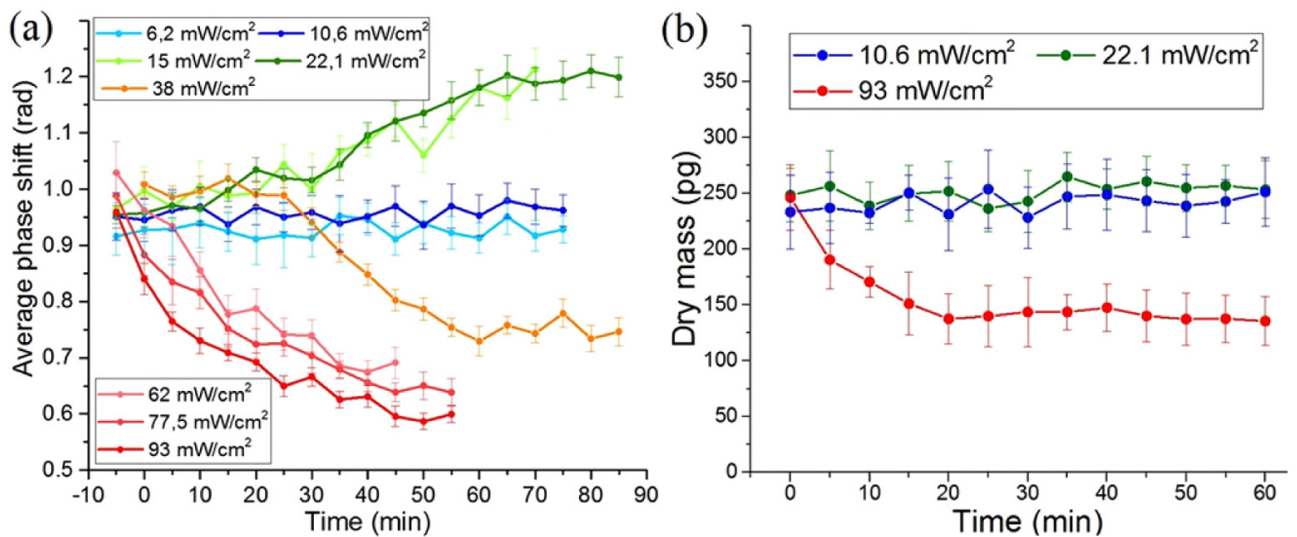 (a)
6,2 mW/cm² 10,6 mW/cm²
15 mW/cm² 22,1 mW/cm²
38 mW/cm²
Average phase shift (rad)
1.2
1.1
1.0
0.9
0.8
0.7
0.6
0.5
62 mW/cm²
77,5 mW/cm²
93 mW/cm²
-10 0 10 20 30 40 50 60 70 80 90
Time (min)
(b)
10.6 mW/cm² 22.1 mW/cm²
93 mW/cm²
Dry mass (pg)
350
300
250
200
150
100
50
0
0 10 20 30 40 50 60
Time (min)